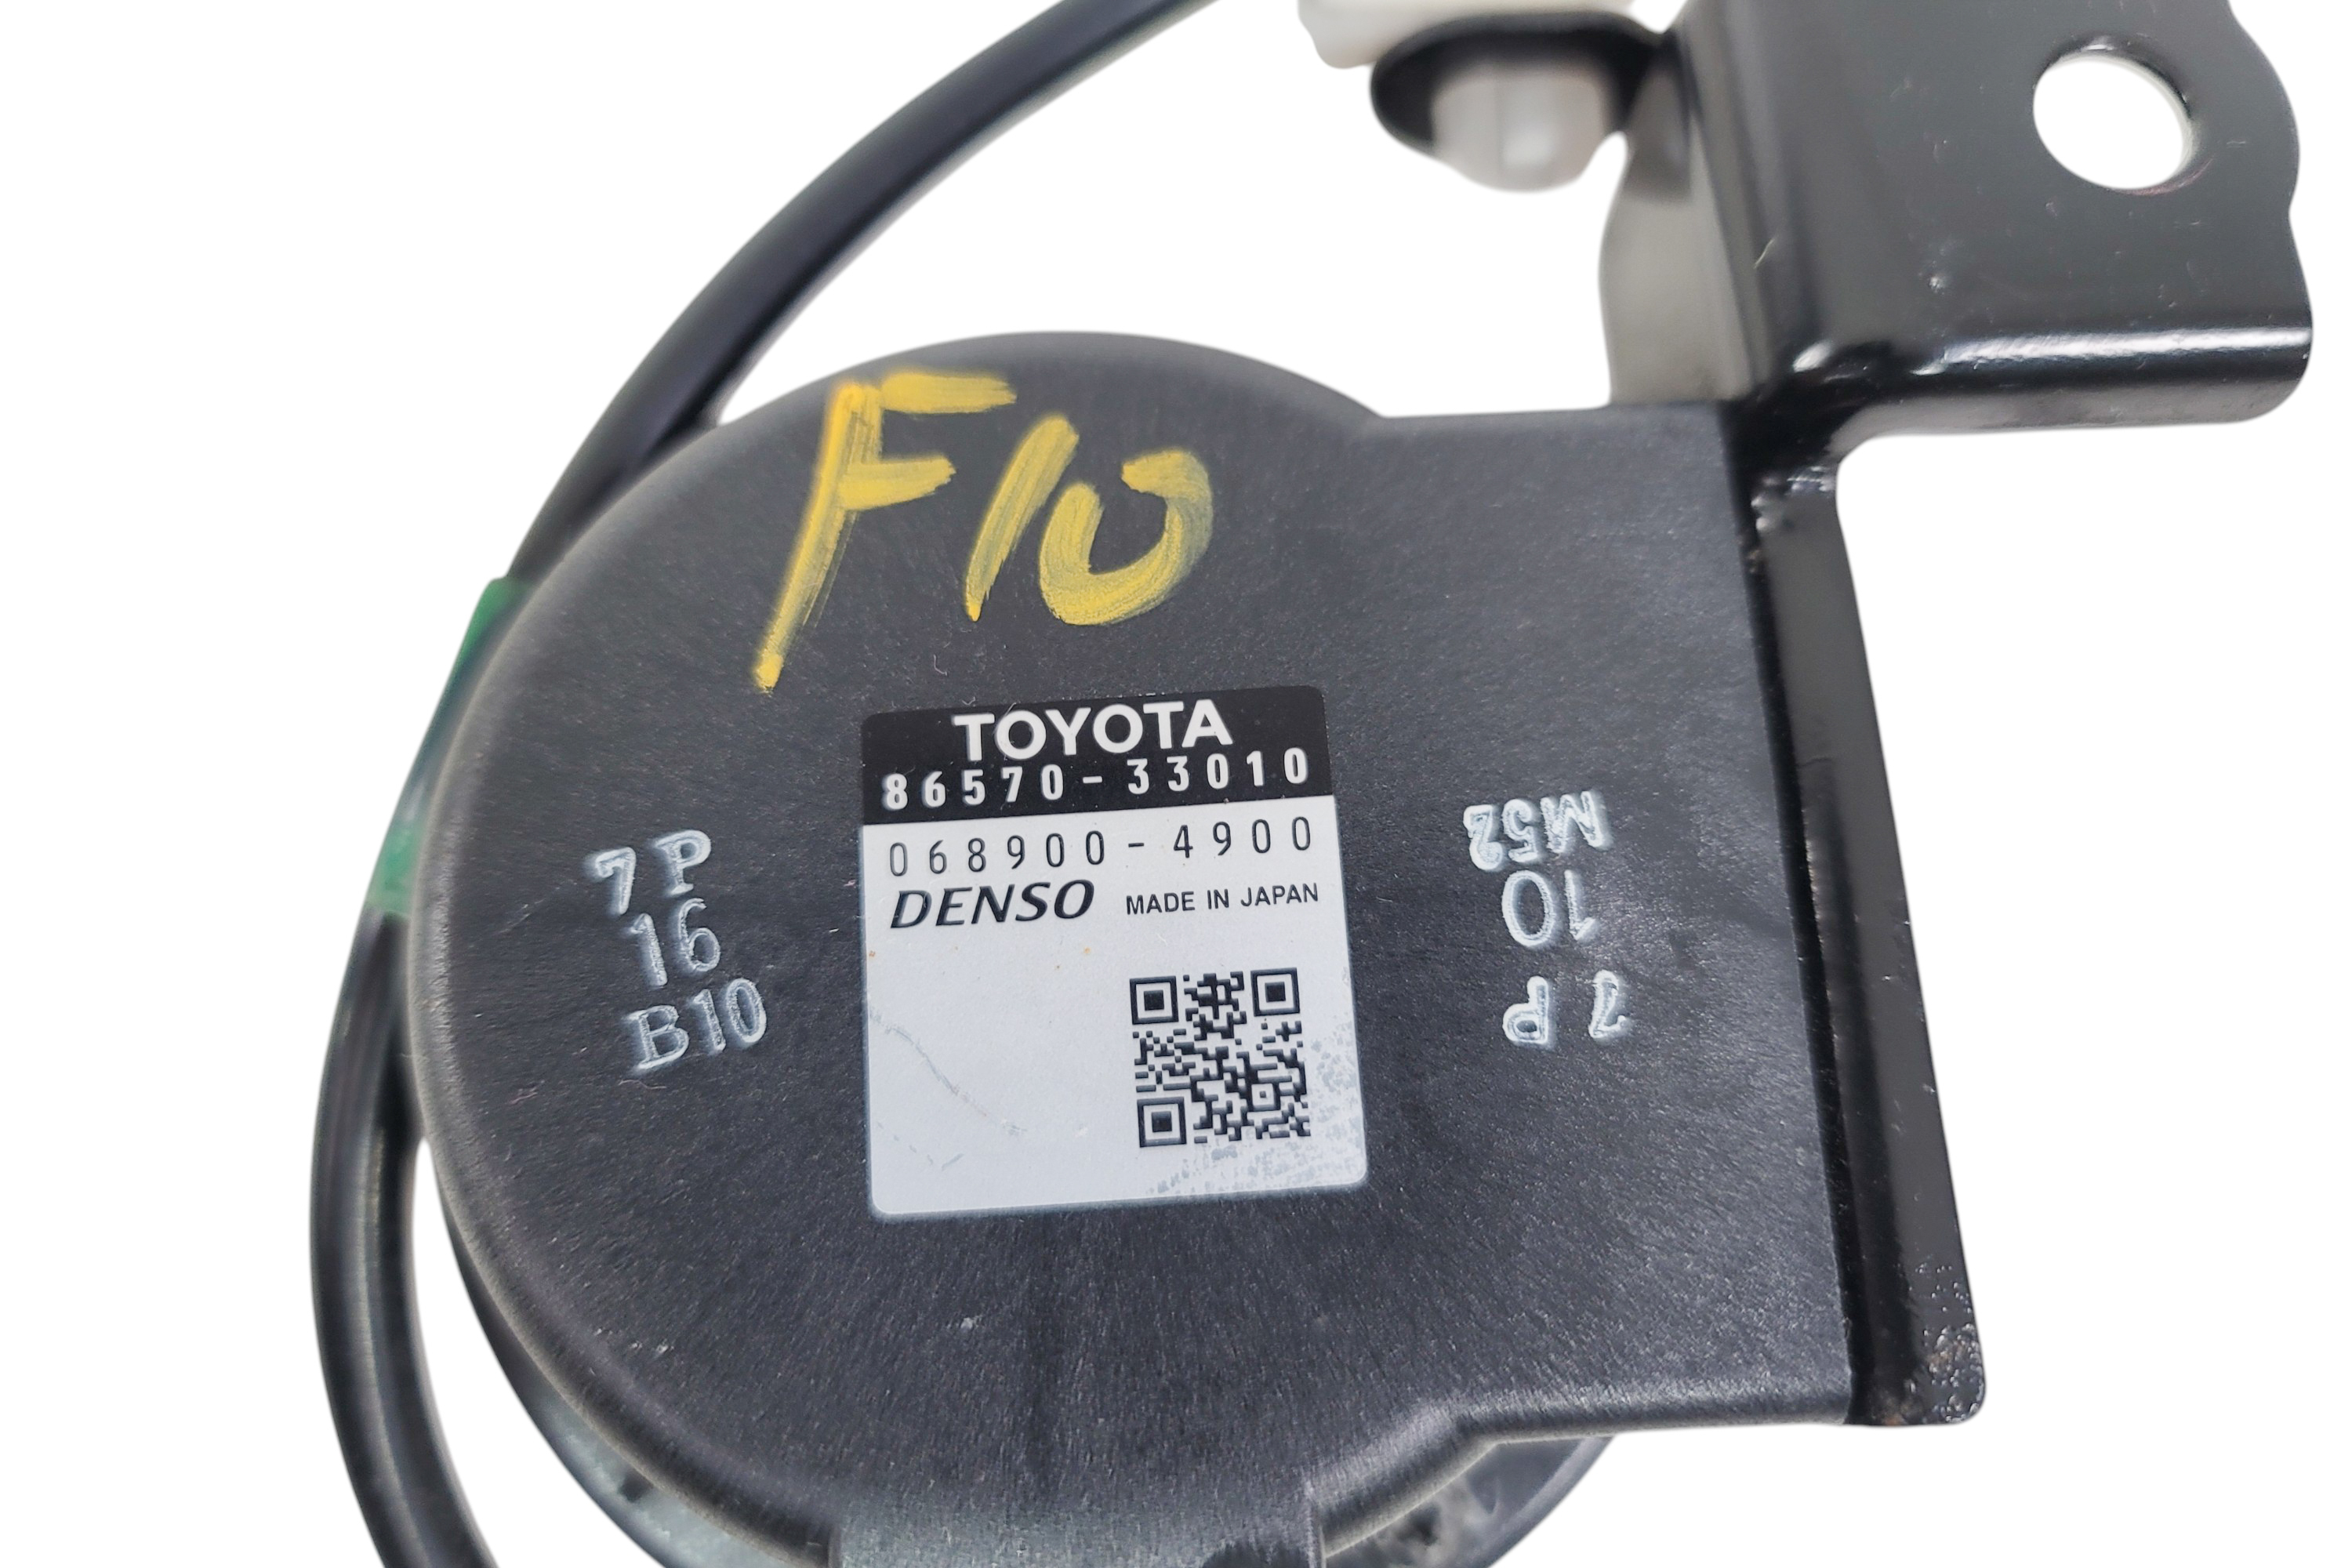 F10
TOYOTA
86570-33010
068900-4900
DENSO MADE IN JAPAN
7P
16
B10
M52
10
7P